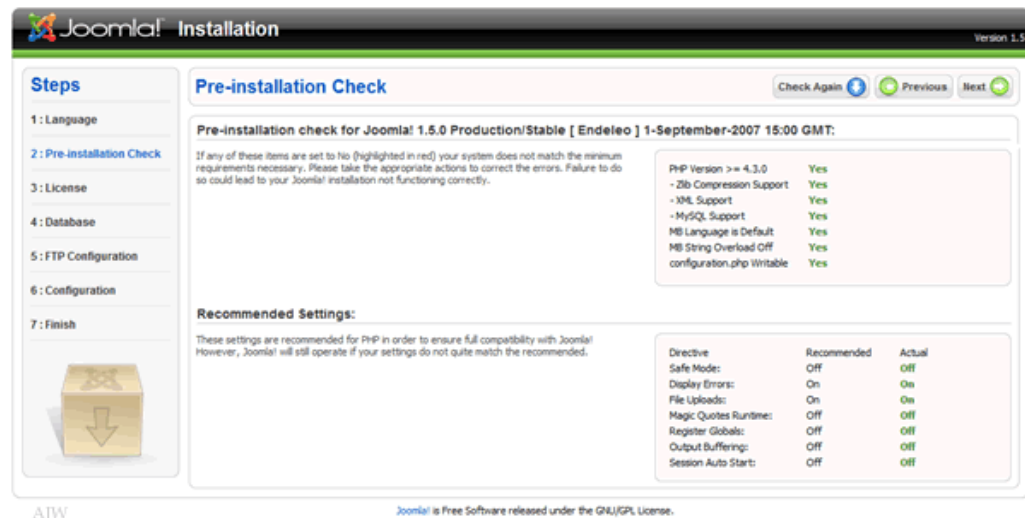 Joomla! Installation
Version 1.5
Steps
1 : Language
2 : Pre-installation Check
3 : License
4 : Database
5 : FTP Configuration
6 : Configuration
7 : Finish
Pre-installation Check
Check Again
Previous
Next
Pre-installation check for Joomla! 1.5.0 Production/Stable [ Endeleo ] 1-September-2007 15:00 GMT:
If any of these items are set to No (highlighted in red) your system does not match the minimum
requirements necessary. Please take the appropriate actions to correct the errors. Failure to do
so could lead to your Joomla! installation not functioning correctly.
PHP Version >= 4.3.0 Yes
- Zlib Compression Support Yes
- XML Support Yes
- MySQL Support Yes
MB Language is Default Yes
MB String Overload Off Yes
configuration.php Writable Yes
Recommended Settings:
These settings are recommended for PHP in order to ensure full compatibility with Joomla!
However, Joomla! will still operate if your settings do not quite match the recommended.
Directive Recommended Actual
Safe Mode: Off Off
Display Errors: On On
File Uploads: On On
Magic Quotes Runtime: Off Off
Register Globals: Off Off
Output Buffering: Off Off
Session Auto Start: Off Off
AIW
Joomla! is Free Software released under the GNU/GPL License.